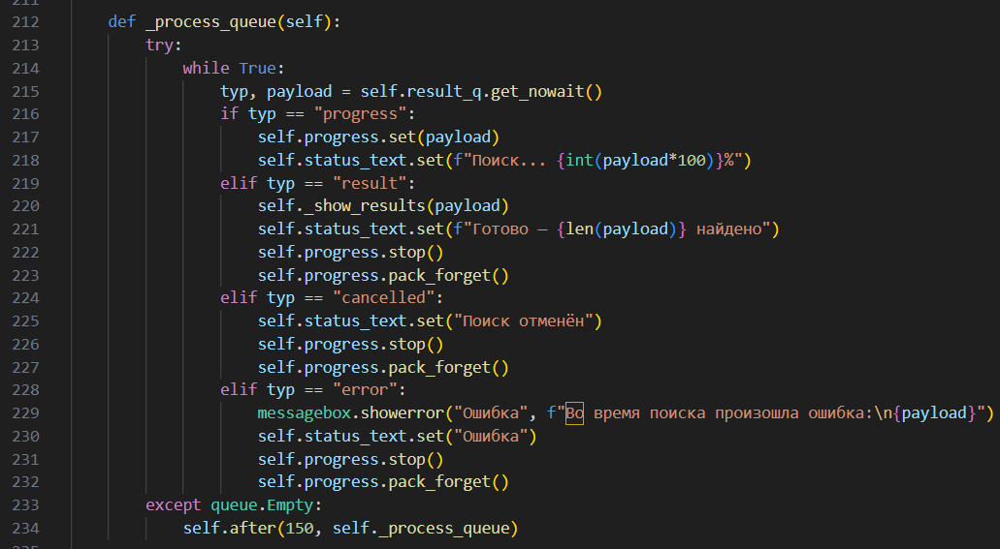 211
212 def _process_queue(self):
213 try:
214 while True:
215 typ, payload = self.result_q.get_nowait()
216 if typ == "progress":
217 self.progress.set(payload)
218 self.status_text.set(f"Поиск... {int(payload*100)}%")
219 elif typ == "result":
220 self._show_results(payload)
221 self.status_text.set(f"Готово — {len(payload)} найдено")
222 self.progress.stop()
223 self.progress.pack_forget()
224 elif typ == "cancelled":
225 self.status_text.set("Поиск отменён")
226 self.progress.stop()
227 self.progress.pack_forget()
228 elif typ == "error":
229 messagebox.showerror("Ошибка", f"Во время поиска произошла ошибка:\n{payload}")
230 self.status_text.set("Ошибка")
231 self.progress.stop()
232 self.progress.pack_forget()
233 except queue.Empty:
234 self.after(150, self._process_queue)
235